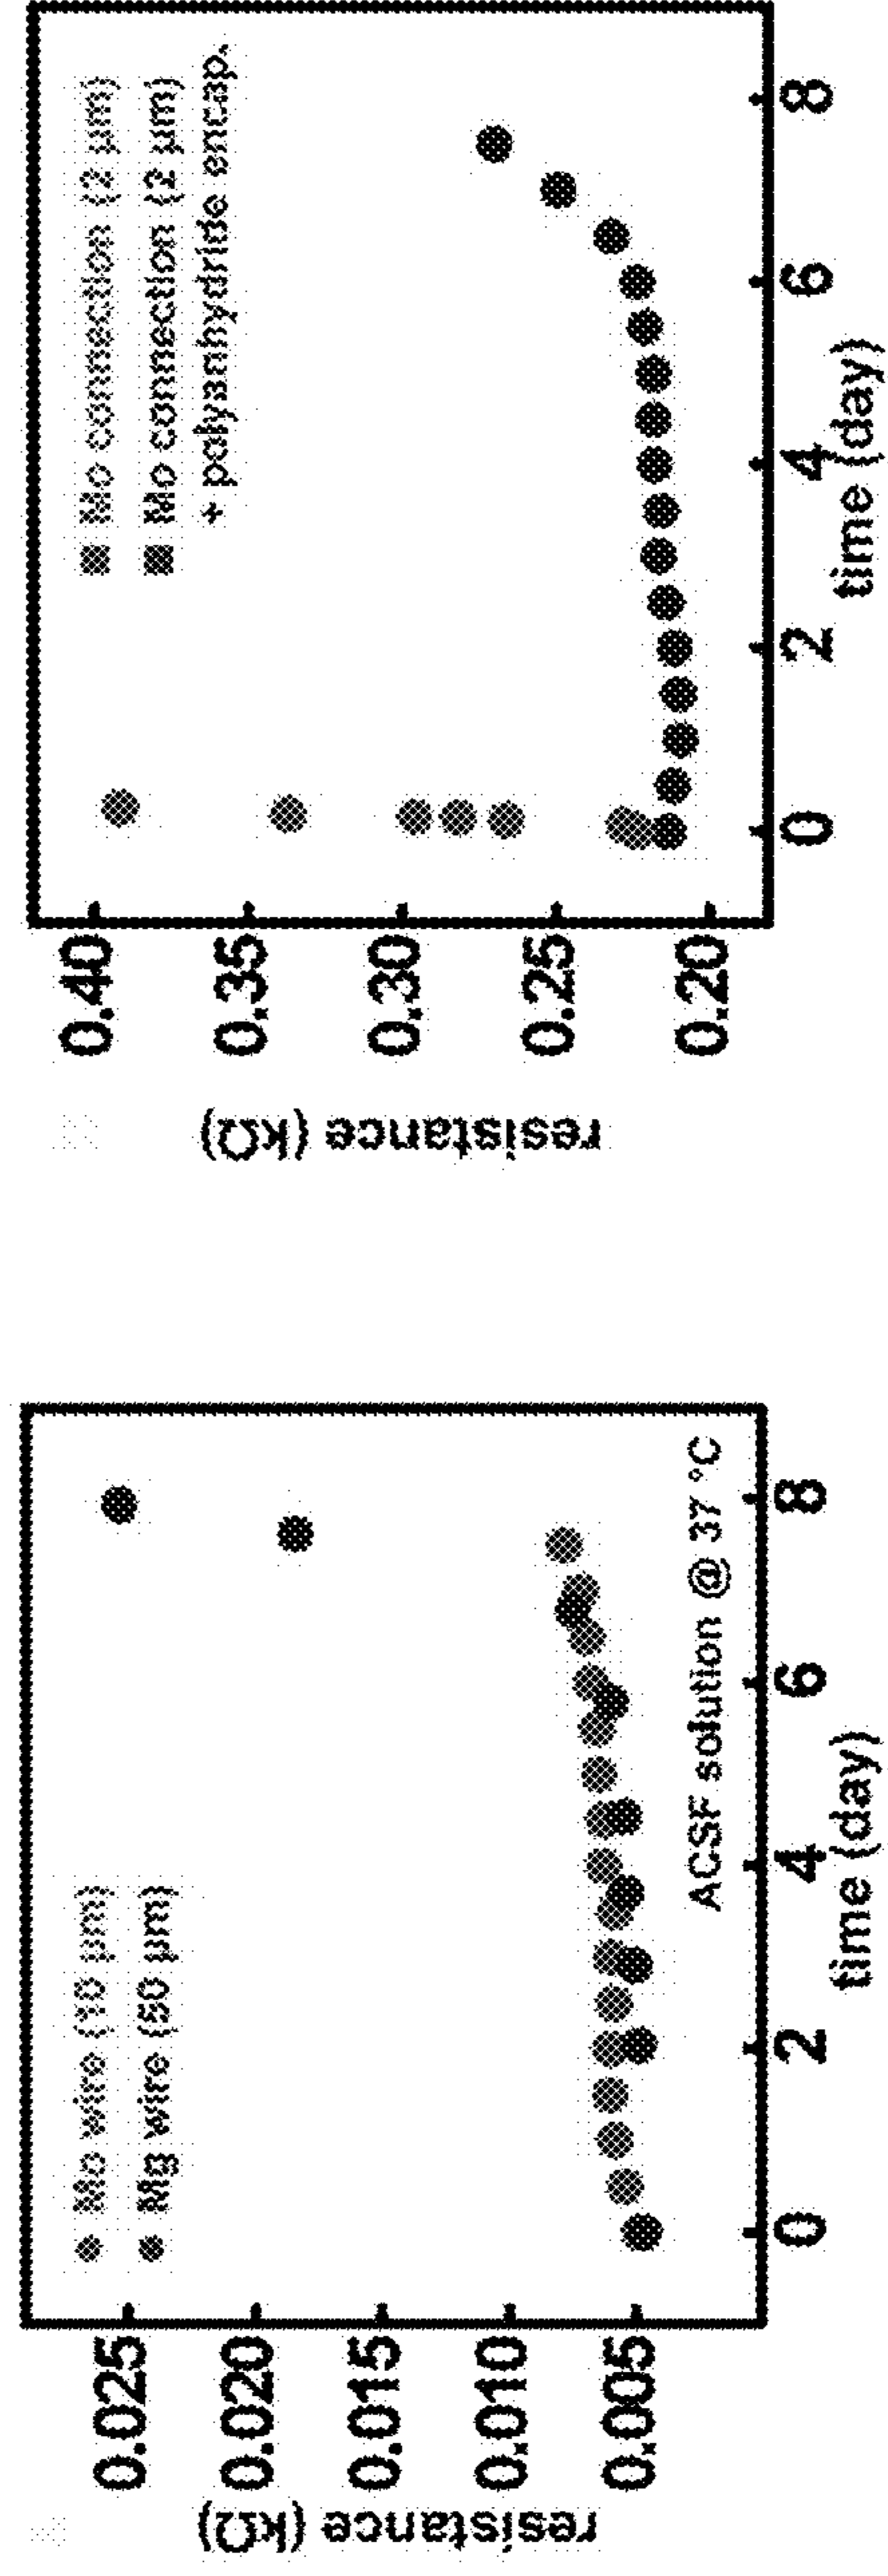 resistance (kΩ)
0.025
0.020
0.015
0.010
0.005
Mo wire (10 µm)
Mg wire (50 µm)
ACSF solution @ 37 °C
0 2 4 6 8
time (day)
resistance (kΩ)
0.40
0.35
0.30
0.25
0.20
Mo connection (2 µm)
Mo connection (2 µm)
+ polyanhydride encap.
0 2 4 6 8
time (day)